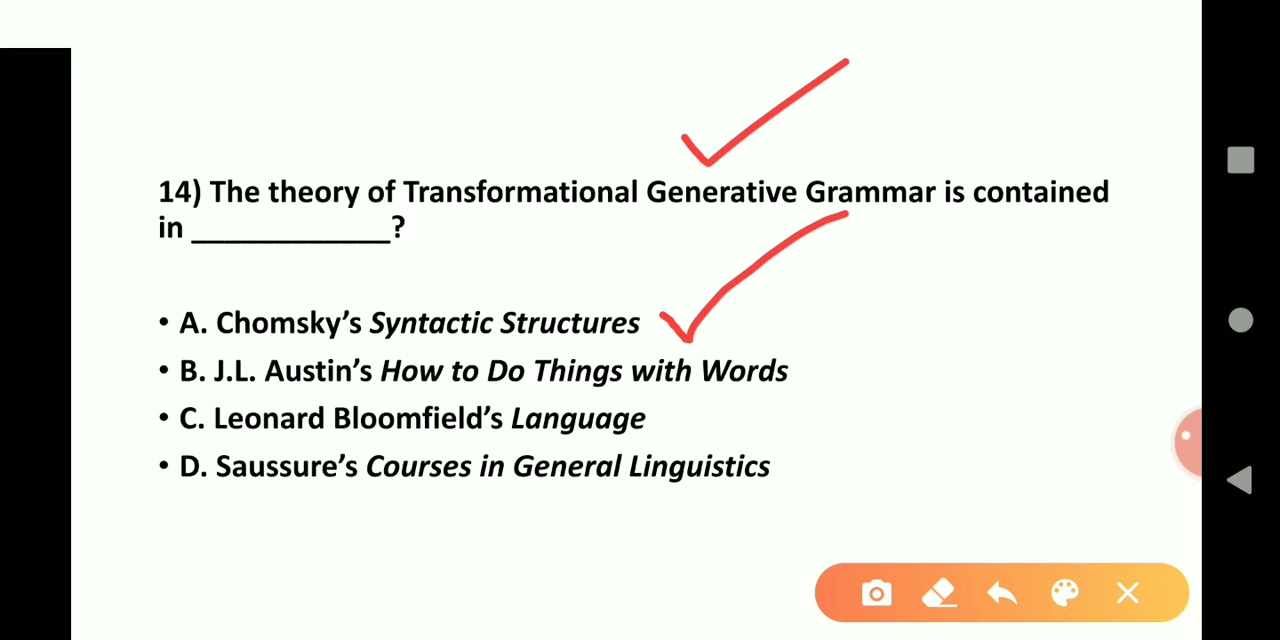 14) The theory of Transformational Generative Grammar is contained
in ____________?
• A. Chomsky’s Syntactic Structures
• B. J.L. Austin’s How to Do Things with Words
• C. Leonard Bloomfield’s Language
• D. Saussure’s Courses in General Linguistics